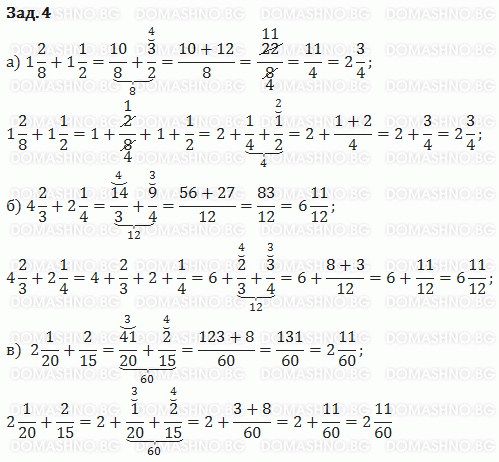 Зад. 4
а) 1 2/8 + 1 1/2 = 10/8 + 3/2 = (10 + 12)/8 = 22/8 = 11/4 = 2 3/4;
1 2/8 + 1 1/2 = 1 + 2/8 + 1 + 1/2 = 2 + 1/4 + 1/2 = 2 + (1 + 2)/4 = 2 + 3/4 = 2 3/4;
б) 4 2/3 + 2 1/4 = 14/3 + 9/4 = (56 + 27)/12 = 83/12 = 6 11/12;
4 2/3 + 2 1/4 = 4 + 2/3 + 2 + 1/4 = 6 + 2/3 + 3/4 = 6 + (8 + 3)/12 = 6 + 11/12 = 6 11/12;
в) 2 1/20 + 2/15 = 41/20 + 2/15 = (123 + 8)/60 = 131/60 = 2 11/60;
2 1/20 + 2/15 = 2 + 1/20 + 2/15 = 2 + (3 + 8)/60 = 2 + 11/60 = 2 11/60